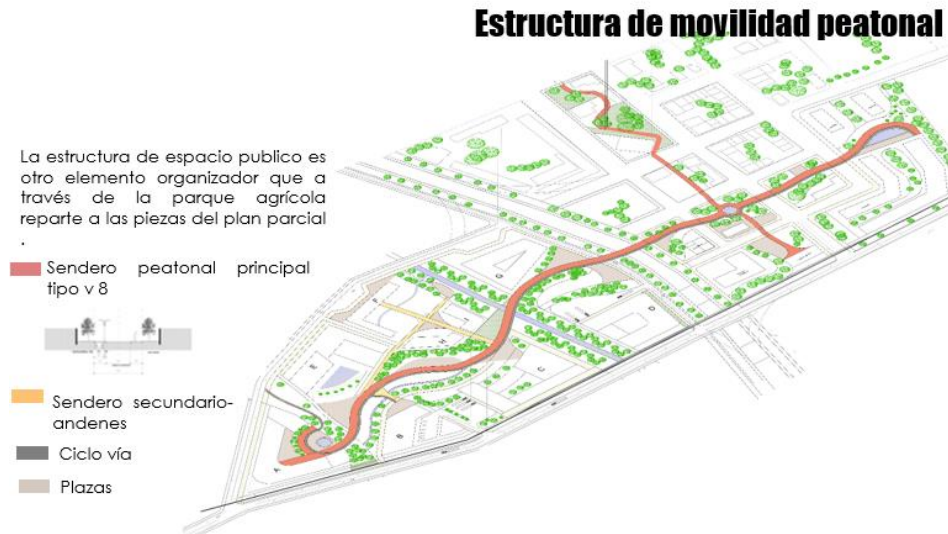 Estructura de movilidad peatonal
La estructura de espacio publico es
otro elemento organizador que a
través de la parque agrícola
reparte a las piezas del plan parcial
.
Sendero peatonal principal
tipo v 8
Sendero secundario-
andenes
Ciclo vía
Plazas
A
B
C
D
E
F
G
H
I